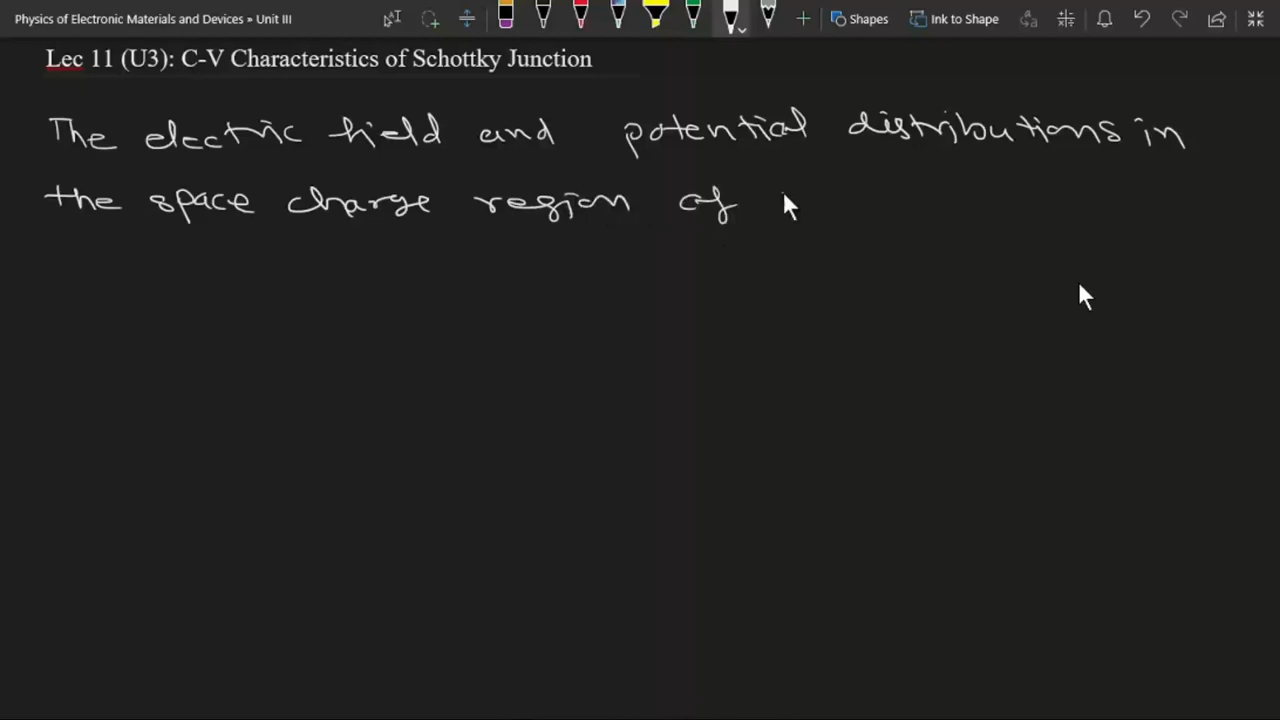 Physics of Electronic Materials and Devices » Unit III
Shapes
Ink to Shape
Lec 11 (U3): C-V Characteristics of Schottky Junction
The electric field and potential distributions in
the space charge region of